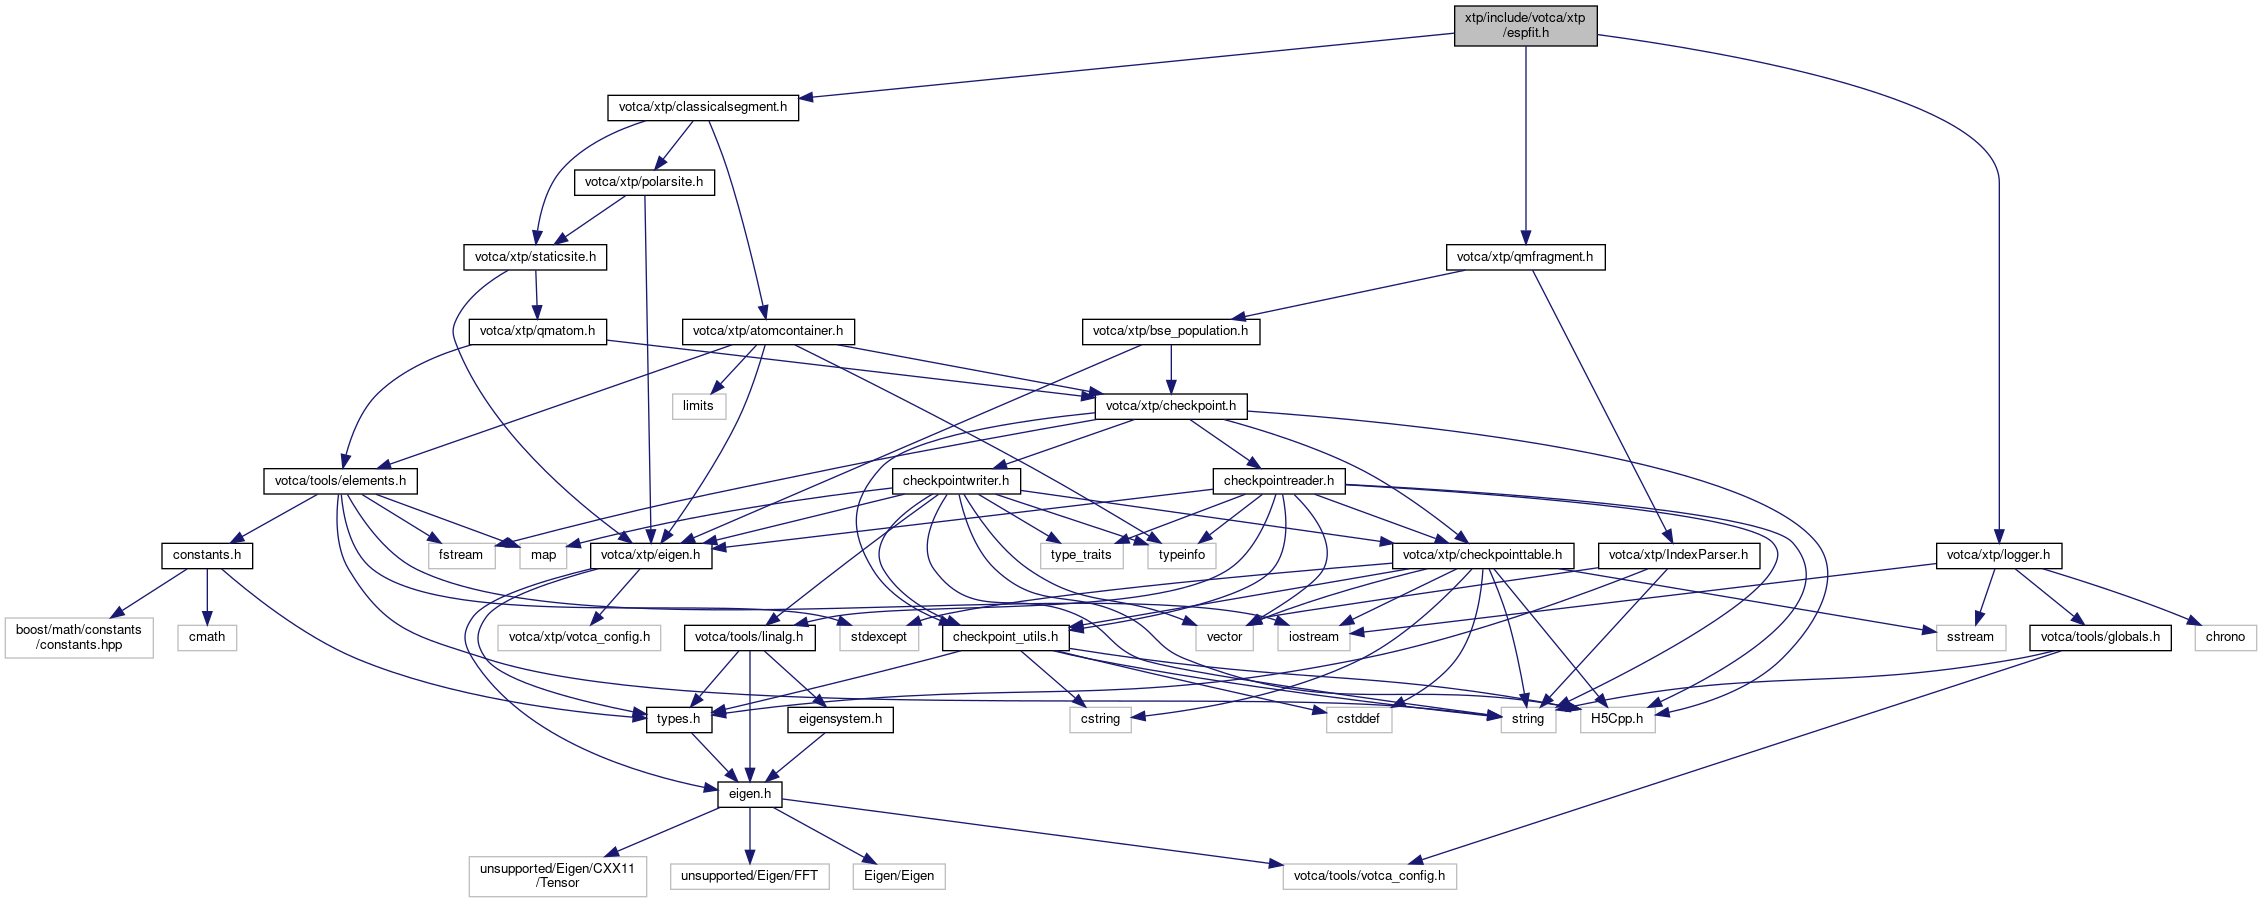 xtp/include/votca/xtp
/espfit.h
votca/xtp/classicalsegment.h
votca/xtp/polarsite.h
votca/xtp/staticsite.h
votca/xtp/qmfragment.h
votca/xtp/qmatom.h
votca/xtp/atomcontainer.h
votca/xtp/bse_population.h
limits
votca/xtp/checkpoint.h
votca/tools/elements.h
checkpointwriter.h
checkpointreader.h
constants.h
fstream
map
votca/xtp/eigen.h
type_traits
typeinfo
votca/xtp/checkpointtable.h
votca/xtp/IndexParser.h
votca/xtp/logger.h
boost/math/constants
/constants.hpp
cmath
votca/xtp/votca_config.h
votca/tools/linalg.h
stdexcept
checkpoint_utils.h
vector
iostream
sstream
votca/tools/globals.h
chrono
types.h
eigensystem.h
cstring
cstddef
string
H5Cpp.h
eigen.h
unsupported/Eigen/CXX11
/Tensor
unsupported/Eigen/FFT
Eigen/Eigen
votca/tools/votca_config.h